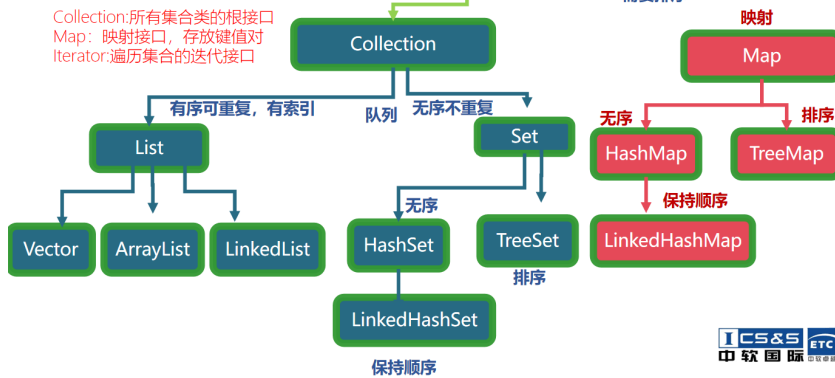 Collection:所有集合类的根接口
Map：映射接口，存放键值对
Iterator:遍历集合的迭代接口
Collection
映射
Map
有序可重复，有索引
队列
无序不重复
List
Set
无序
排序
HashMap
TreeMap
无序
保持顺序
Vector
ArrayList
LinkedList
HashSet
TreeSet
LinkedHashMap
排序
LinkedHashSet
保持顺序
ICS&S
ETC
中软国际